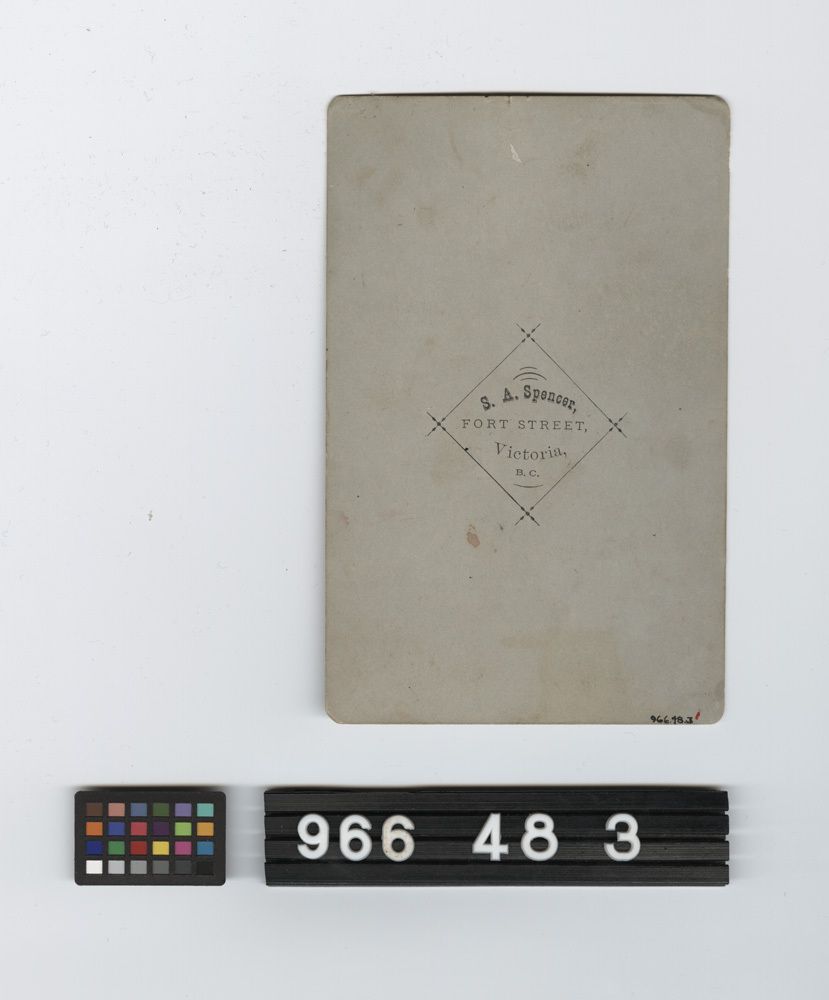 S. A. Spencer,
FORT STREET,
Victoria,
B. C.
966.48.3
966 48 3